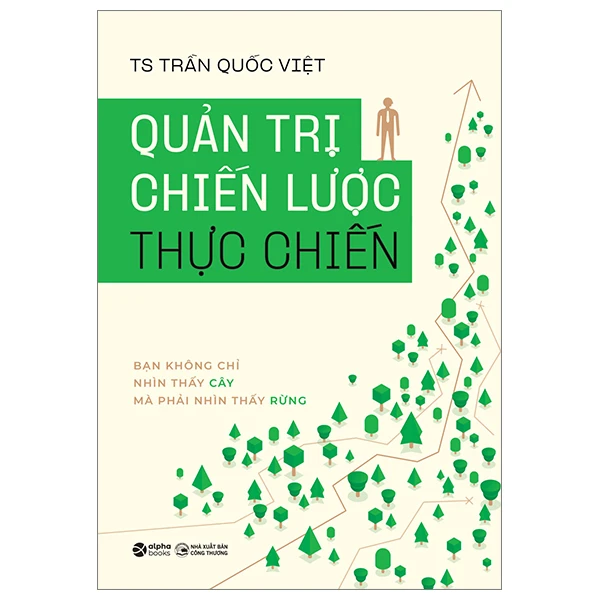 TS TRẦN QUỐC VIỆT
QUẢN TRỊ
CHIẾN LƯỢC
THỰC CHIẾN
BẠN KHÔNG CHỈ
NHÌN THẤY CÂY
MÀ PHẢI NHÌN THẤY RỪNG
alpha books
NHÀ XUẤT BẢN
CÔNG THƯƠNG